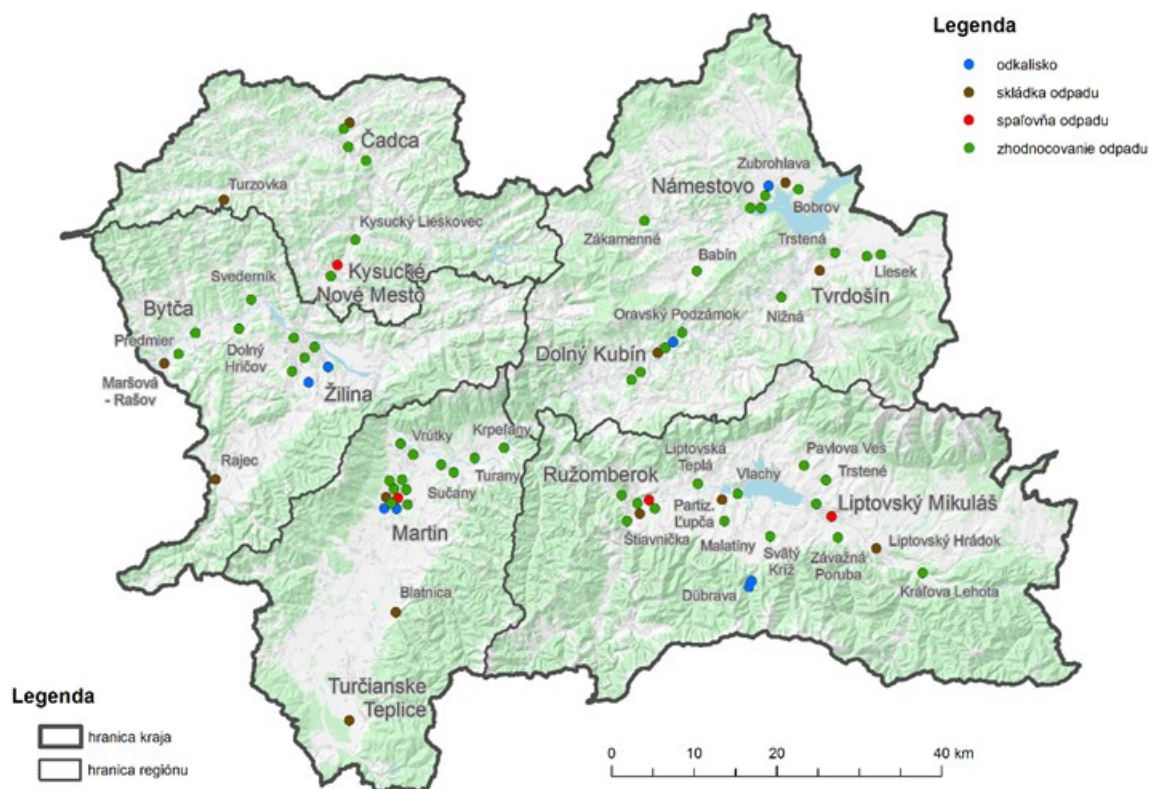 Legenda
odkalisko
skládka odpadu
spaľovňa odpadu
zhodnocovanie odpadu
Čadca
Turzovka
Kysucký Lieskovec
Kysucké
Nové Mesto
Svederník
Bytča
Predmier
Dolný
Hričov
Maršová
- Rašov
Žilina
Rajec
Zubrohlava
Námestovo
Bobrov
Zákamenné
Trstená
Babín
Liesek
Tvrdošín
Nižná
Oravský Podzámok
Dolný Kubín
Vrútky
Krpeľany
Turany
Sučany
Martin
Blatnica
Turčianske
Teplice
Liptovská
Teplá
Ružomberok
Vlachy
Pavlova Ves
Trstené
Partiz.
Ľupča
Liptovský Mikuláš
Štiavnička
Malatíny
Svätý
Kríž
Závažná
Poruba
Liptovský Hrádok
Dúbrava
Kráľova Lehota
Legenda
hranica kraja
hranica regiónu
0 20 40 km